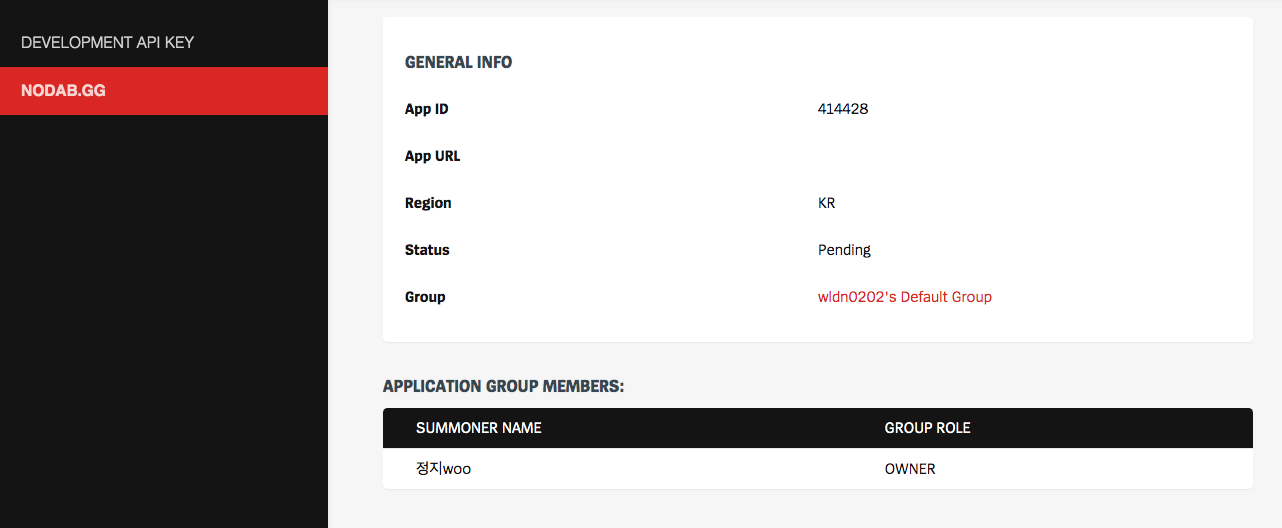 DEVELOPMENT API KEY
NODAB.GG
GENERAL INFO
App ID 414428
App URL
Region KR
Status Pending
Group wldn0202's Default Group
APPLICATION GROUP MEMBERS:
SUMMONER NAME GROUP ROLE
정지woo OWNER